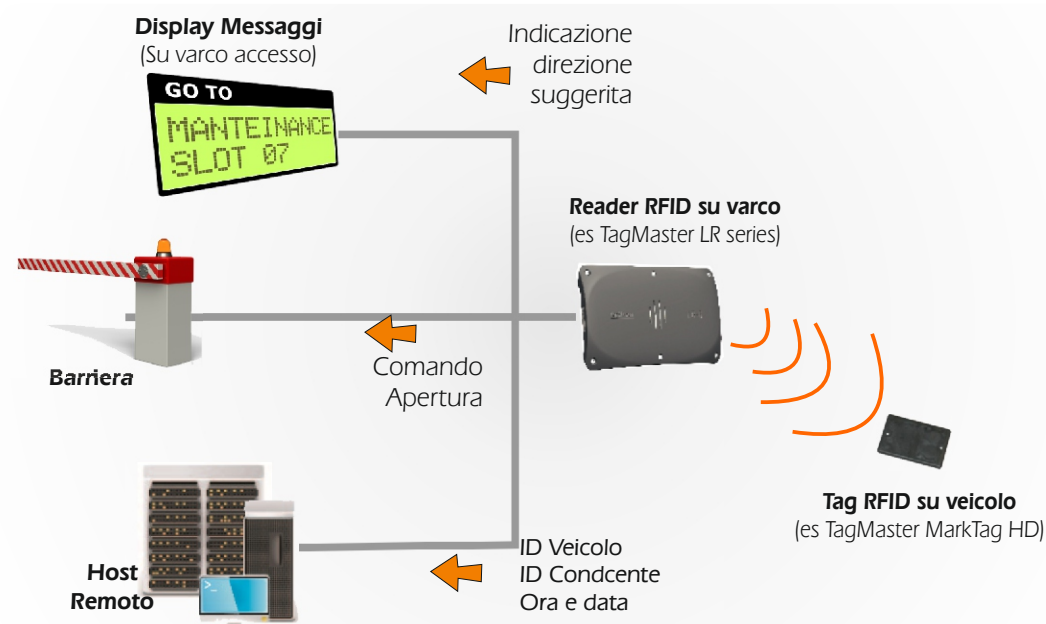 Display Messaggi
(Su varco accesso)
GO TO
MANTEINANCE
SLOT 07
Indicazione
direzione
suggerita
Reader RFID su varco
(es TagMaster LR series)
Barriera
Comando
Apertura
Tag RFID su veicolo
(es TagMaster MarkTag HD)
Host
Remoto
>_
ID Veicolo
ID Condcente
Ora e data